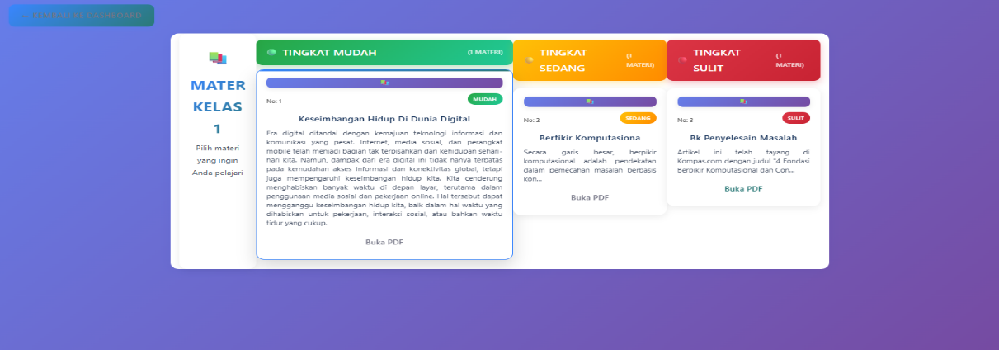 KEMBALI KE DASHBOARD
MATER
KELAS
1
Pilih materi
yang ingin
Anda pelajari
TINGKAT MUDAH
(1 MATERI)
No: 1
MUDAH
Keseimbangan Hidup Di Dunia Digital
Era digital ditandai dengan kemajuan teknologi informasi dan
komunikasi yang pesat. Internet, media sosial, dan perangkat
mobile telah menjadi bagian tak terpisahkan dari kehidupan sehari-
hari kita. Namun, dampak dari era digital ini tidak hanya terbatas
pada kemudahan akses informasi dan konektivitas global, tetapi
juga mempengaruhi keseimbangan hidup kita. Kita cenderung
menghabiskan banyak waktu di depan layar, terutama dalam
penggunaan media sosial dan pekerjaan online. Hal tersebut dapat
mengganggu keseimbangan hidup kita, baik dalam hal waktu yang
dihabiskan untuk pekerjaan, interaksi sosial, atau bahkan waktu
tidur yang cukup.
Buka PDF
TINGKAT
SEDANG
(1
MATERI)
No: 2
SEDANG
Berfikir Komputasiona
Secara garis besar, berpikir
komputasional adalah pendekatan
dalam pemecahan masalah berbasis
kon...
Buka PDF
TINGKAT
SULIT
(1
MATERI)
No: 3
SULIT
Bk Penyelesain Masalah
Artikel ini telah tayang di
Kompas.com dengan judul "4 Fondasi
Berpikir Komputasional dan Con...
Buka PDF